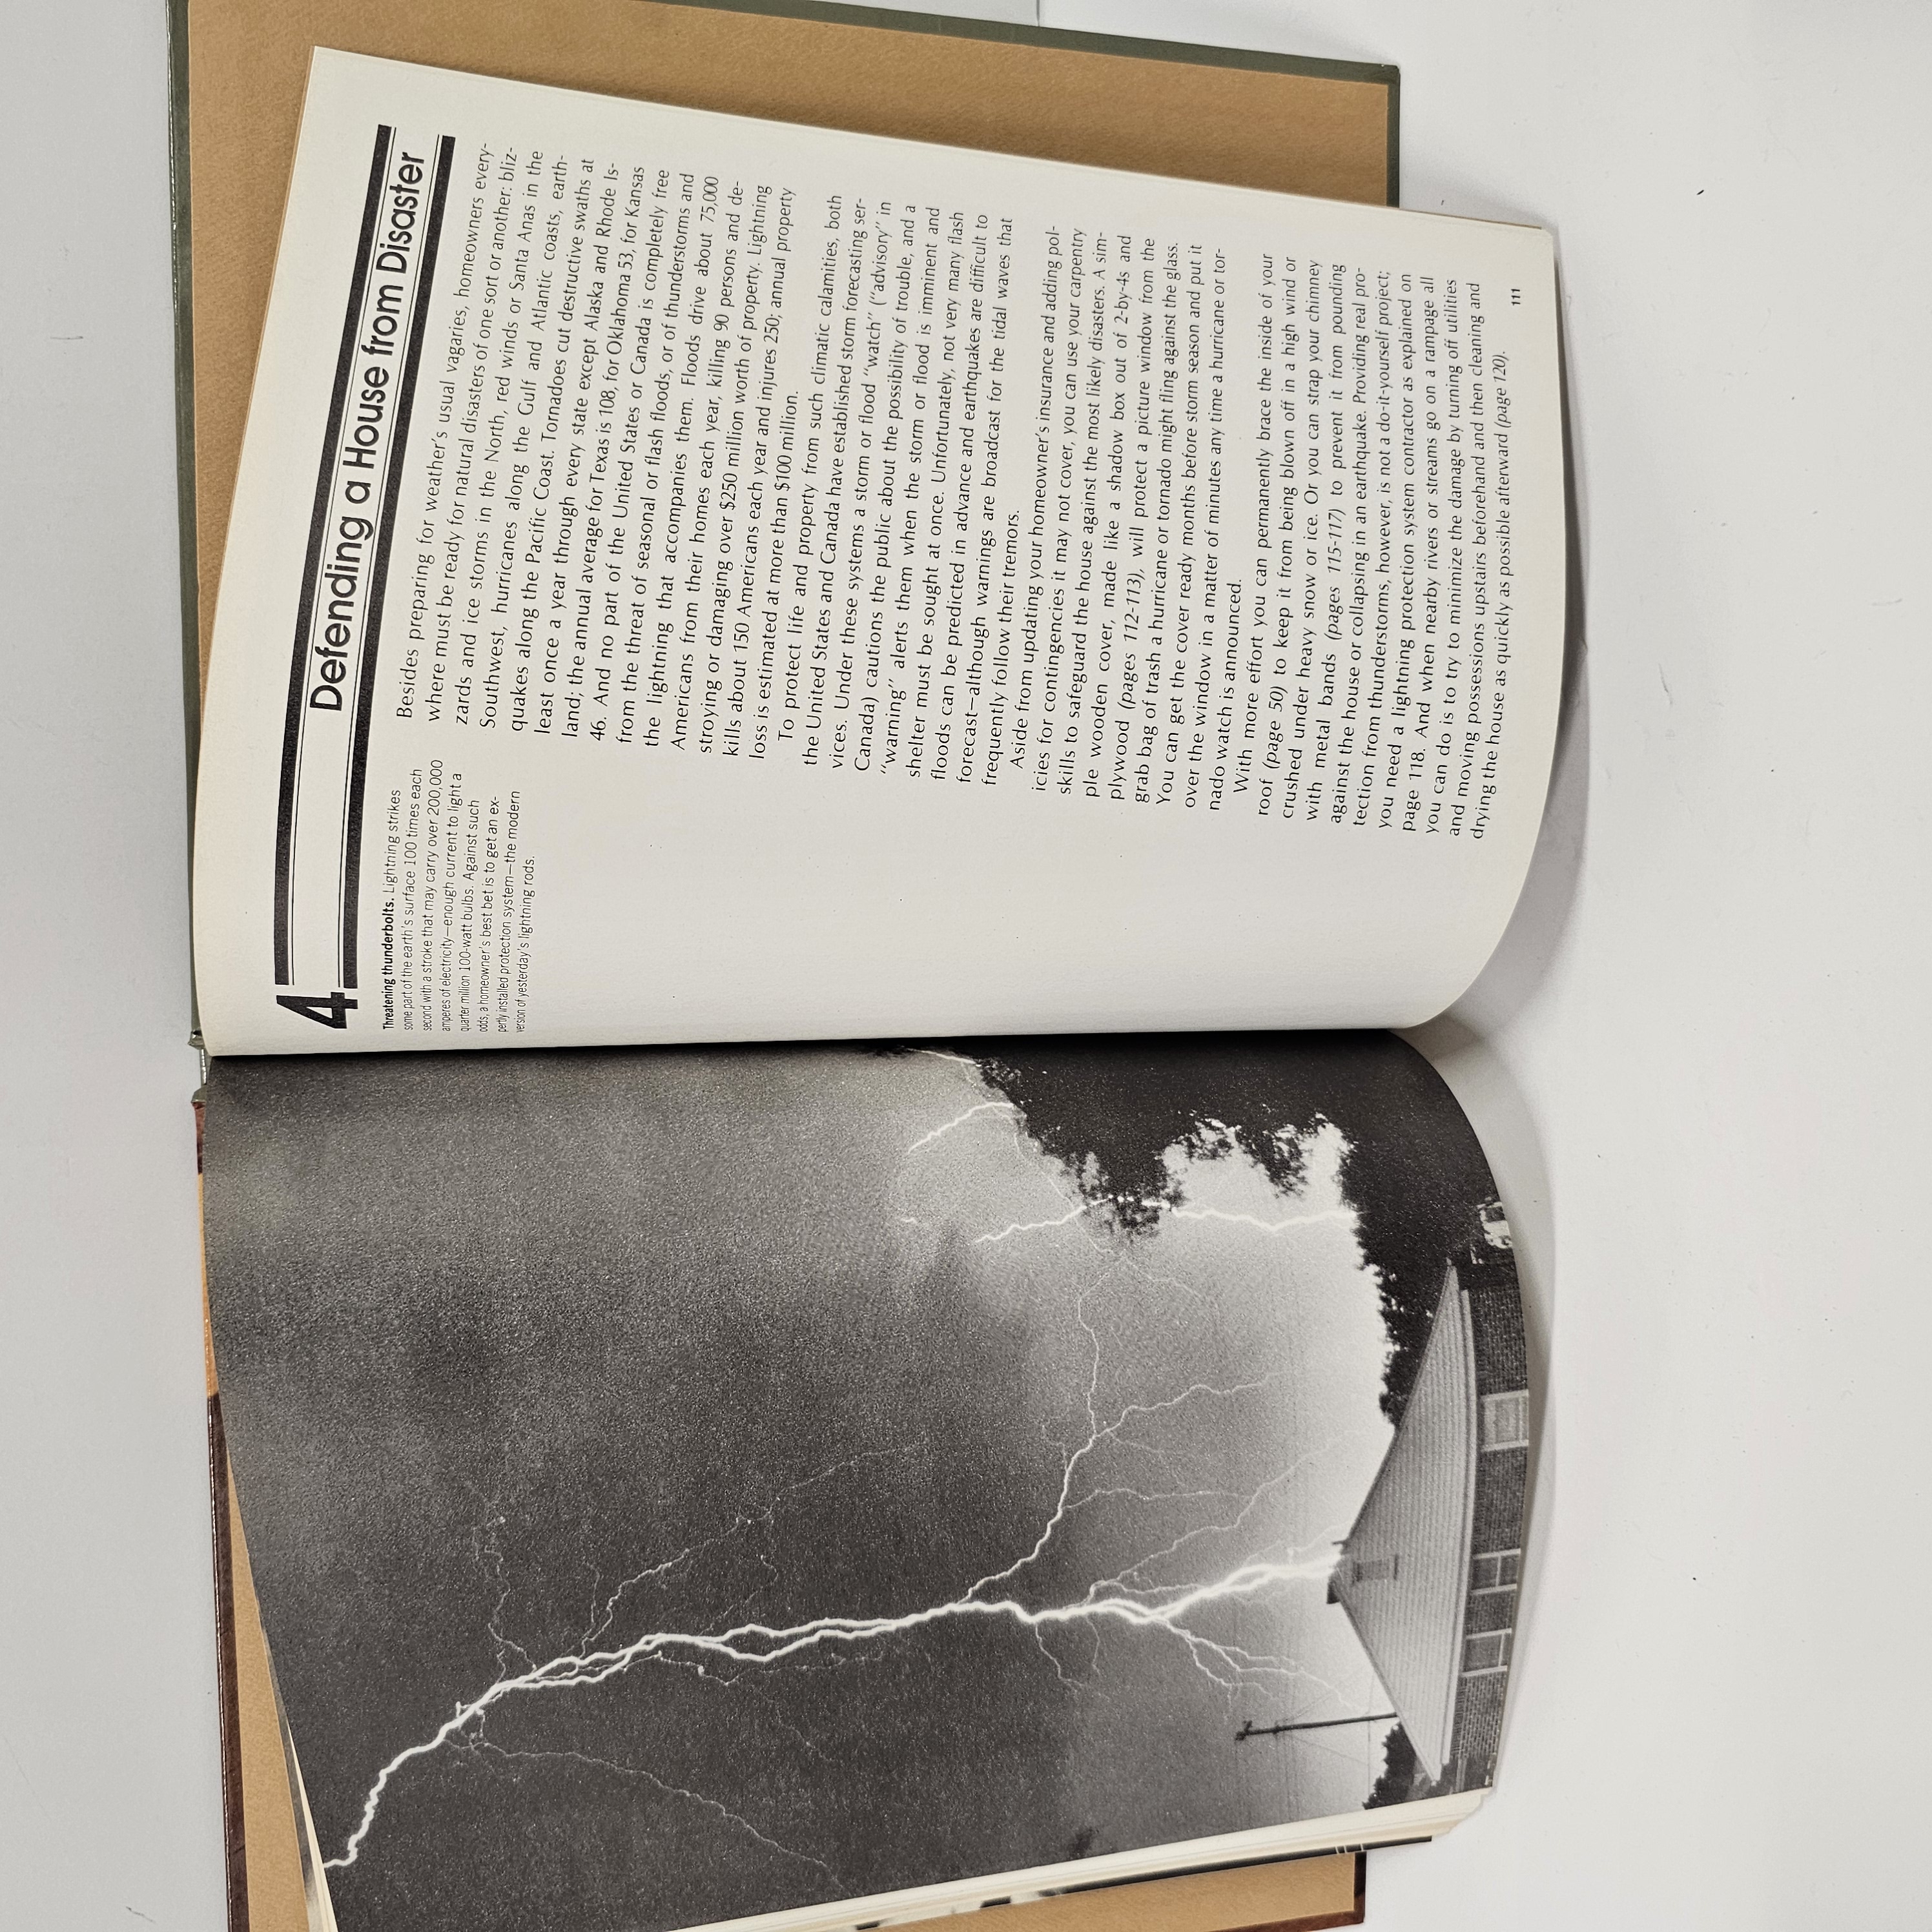 4
Defending a House from Disaster
Threatening thunderbolts. Lightning strikes
some part of the earth's surface 100 times each
second with a stroke that may carry over 200,000
amperes of electricity—enough current to light a
quarter million 100-watt bulbs. Against such
odds, a homeowner's best bet is to get an ex-
pertly installed protection system—the modern
version of yesterday's lightning rods.
Besides preparing for weather's usual vagaries, homeowners every-
where must be ready for natural disasters of one sort or another: bliz-
zards and ice storms in the North, red winds or Santa Anas in the
Southwest, hurricanes along the Gulf and Atlantic coasts, earth-
quakes along the Pacific Coast. Tornadoes cut destructive swaths at
least once a year through every state except Alaska and Rhode Is-
land; the annual average for Texas is 108, for Oklahoma 53, for Kansas
46. And no part of the United States or Canada is completely free
from the threat of seasonal or flash floods, or of thunderstorms and
the lightning that accompanies them. Floods drive about 75,000
Americans from their homes each year, killing 90 persons and de-
stroying or damaging over $250 million worth of property. Lightning
kills about 150 Americans each year and injures 250; annual property
loss is estimated at more than $100 million.
To protect life and property from such climatic calamities, both
the United States and Canada have established storm forecasting ser-
vices. Under these systems a storm or flood "watch" ("advisory" in
Canada) cautions the public about the possibility of trouble, and a
"warning" alerts them when the storm or flood is imminent and
shelter must be sought at once. Unfortunately, not very many flash
floods can be predicted in advance and earthquakes are difficult to
forecast—although warnings are broadcast for the tidal waves that
frequently follow their tremors.
Aside from updating your homeowner's insurance and adding pol-
icies for contingencies it may not cover, you can use your carpentry
skills to safeguard the house against the most likely disasters. A sim-
ple wooden cover, made like a shadow box out of 2-by-4s and
plywood (pages 112-113), will protect a picture window from the
grab bag of trash a hurricane or tornado might fling against the glass.
You can get the cover ready months before storm season and put it
over the window in a matter of minutes any time a hurricane or tor-
nado watch is announced.
With more effort you can permanently brace the inside of your
roof (page 50) to keep it from being blown off in a high wind or
crushed under heavy snow or ice. Or you can strap your chimney
with metal bands (pages 115-117) to prevent it from pounding
against the house or collapsing in an earthquake. Providing real pro-
tection from thunderstorms, however, is not a do-it-yourself project;
you need a lightning protection system contractor as explained on
page 118. And when nearby rivers or streams go on a rampage all
you can do is to try to minimize the damage by turning off utilities
and moving possessions upstairs beforehand and then cleaning and
drying the house as quickly as possible afterward (page 120).
111